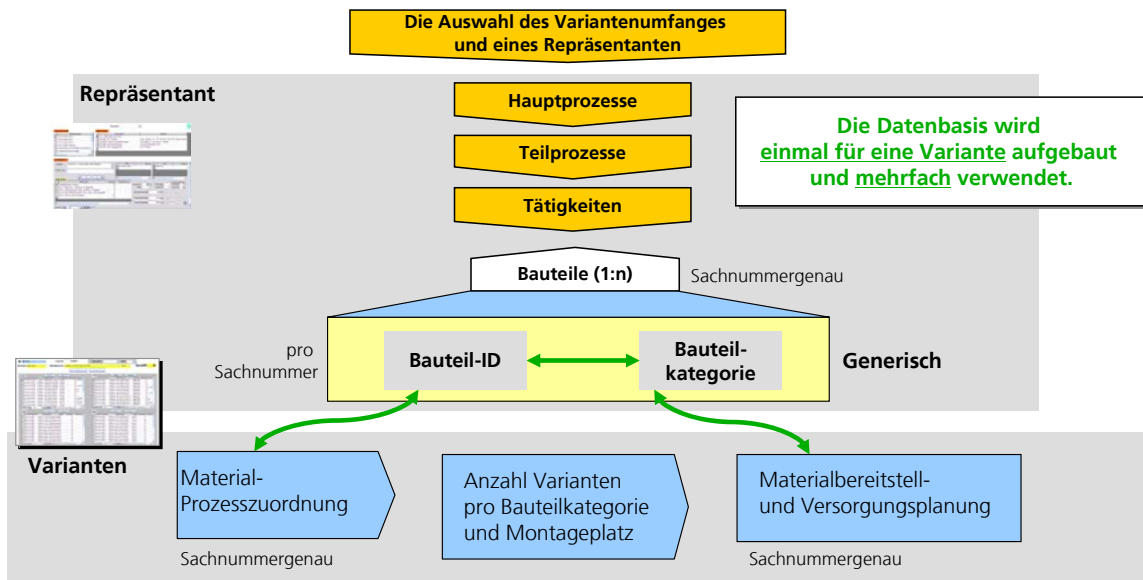 Die Auswahl des Variantenumfanges
und eines Repräsentanten
Repräsentant
Hauptprozesse
Teilprozesse
Tätigkeiten
Die Datenbasis wird
einmal für eine Variante aufgebaut
und mehrfach verwendet.
Bauteile (1:n)
Sachnummergenau
pro
Sachnummer
Bauteil-ID
Bauteil-
kategorie
Generisch
Varianten
Material-
Prozesszuordnung
Anzahl Varianten
pro Bauteilkategorie
und Montageplatz
Materialbereitstell-
und Versorgungsplanung
Sachnummergenau
Sachnummergenau